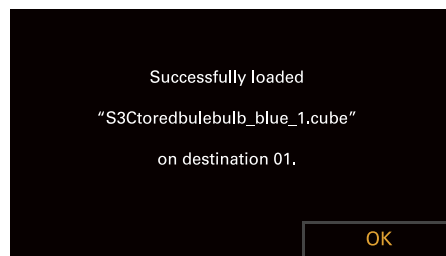 Successfully loaded
“S3Ctoredbulebulb_blue_1.cube”
on destination 01.
OK